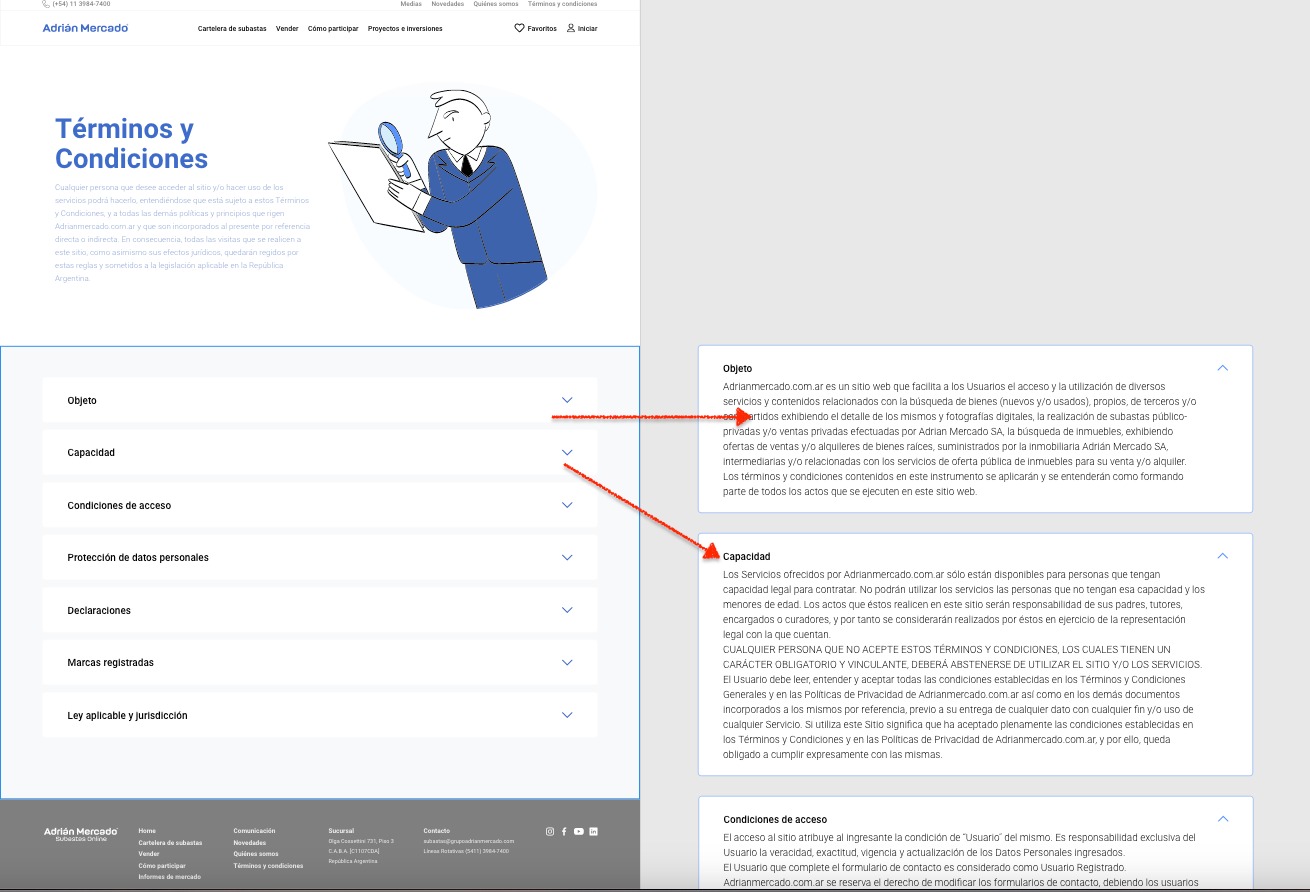 (+54) 11 3984-7400
Medias Novedades Quiénes somos Términos y condiciones
Adrián Mercado
Cartelera de subastas Vender Cómo participar Proyectos e inversiones
Favoritos Iniciar
Términos y
Condiciones
Cualquier persona que desee acceder al sitio y/o hacer uso de los
servicios podrá hacerlo, entendiéndose que está sujeto a estos Términos
y Condiciones, y a todas las demás políticas y principios que rigen
Adrianmercado.com.ar y que son incorporados al presente por referencia
directa o indirecta. En consecuencia, todas las visitas que se realicen a
este sitio, como asimismo sus efectos jurídicos, quedarán regidos por
estas reglas y sometidos a la legislación aplicable en la República
Argentina.
Objeto
Capacidad
Condiciones de acceso
Protección de datos personales
Declaraciones
Marcas registradas
Ley aplicable y jurisdicción
Adrián Mercado
Subastas Online
Home
Cartelera de subastas
Vender
Cómo participar
Informes de mercado
Comunicación
Novedades
Quiénes somos
Términos y condiciones
Sucursal
Olga Cossettini 731, Piso 3
C.A.B.A. [C1107CDA]
República Argentina
Contacto
subastas@grupoadrianmercado.com
Líneas Rotativas (5411) 3984-7400
Objeto
Adrianmercado.com.ar es un sitio web que facilita a los Usuarios el acceso y la utilización de diversos
servicios y contenidos relacionados con la búsqueda de bienes (nuevos y/o usados), propios, de terceros y/o
compartidos exhibiendo el detalle de los mismos y fotografías digitales, la realización de subastas público-
privadas y/o ventas privadas efectuadas por Adrian Mercado SA, la búsqueda de inmuebles, exhibiendo
ofertas de ventas y/o alquileres de bienes raíces, suministrados por la inmobiliaria Adrián Mercado SA,
intermediarias y/o relacionadas con los servicios de oferta pública de inmuebles para su venta y/o alquiler.
Los términos y condiciones contenidos en este instrumento se aplicarán y se entenderán como formando
parte de todos los actos que se ejecuten en este sitio web.
Capacidad
Los Servicios ofrecidos por Adrianmercado.com.ar sólo están disponibles para personas que tengan
capacidad legal para contratar. No podrán utilizar los servicios las personas que no tengan esa capacidad y los
menores de edad. Los actos que éstos realicen en este sitio serán responsabilidad de sus padres, tutores,
encargados o curadores, y por tanto se considerarán realizados por éstos en ejercicio de la representación
legal con la que cuentan.
CUALQUIER PERSONA QUE NO ACEPTE ESTOS TÉRMINOS Y CONDICIONES, LOS CUALES TIENEN UN
CARÁCTER OBLIGATORIO Y VINCULANTE, DEBERÁ ABSTENERSE DE UTILIZAR EL SITIO Y/O LOS SERVICIOS.
El Usuario debe leer, entender y aceptar todas las condiciones establecidas en los Términos y Condiciones
Generales y en las Políticas de Privacidad de Adrianmercado.com.ar así como en los demás documentos
incorporados a los mismos por referencia, previo a su entrega de cualquier dato con cualquier fin y/o uso de
cualquier Servicio. Si utiliza este Sitio significa que ha aceptado plenamente las condiciones establecidas en
los Términos y Condiciones y en las Políticas de Privacidad de Adrianmercado.com.ar, y por ello, queda
obligado a cumplir expresamente con las mismas.
Condiciones de acceso
El acceso al sitio atribuye al ingresante la condición de "Usuario" del mismo. Es responsabilidad exclusiva del
Usuario la veracidad, exactitud, vigencia y actualización de los Datos Personales ingresados.
El Usuario que complete el formulario de contacto es considerado como Usuario Registrado.
Adrianmercado.com.ar se reserva el derecho de modificar los formularios de contacto, debiendo los usuarios